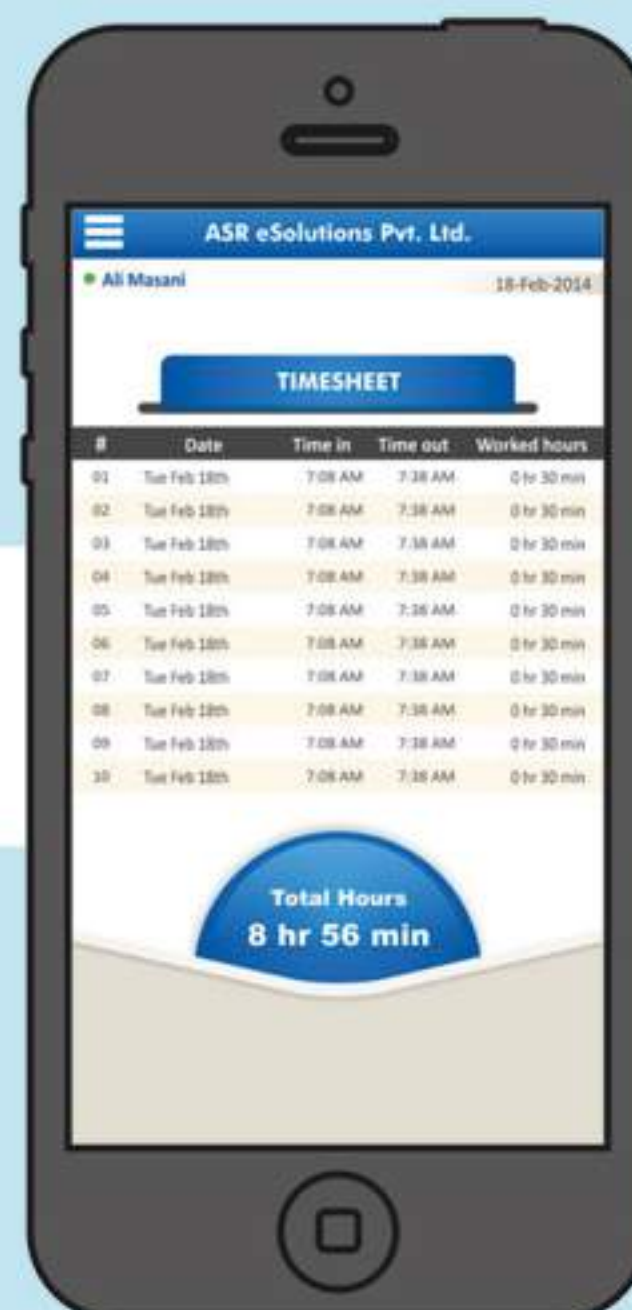 ASR eSolutions Pvt. Ltd.
Ali Masani 18-Feb-2014
TIMESHEET
# Date Time in Time out Worked hours
01 Tue Feb 18th 7:08 AM 7:38 AM 0 hr 30 min
02 Tue Feb 18th 7:08 AM 7:38 AM 0 hr 30 min
03 Tue Feb 18th 7:08 AM 7:38 AM 0 hr 30 min
04 Tue Feb 18th 7:08 AM 7:38 AM 0 hr 30 min
05 Tue Feb 18th 7:08 AM 7:38 AM 0 hr 30 min
06 Tue Feb 18th 7:08 AM 7:38 AM 0 hr 30 min
07 Tue Feb 18th 7:08 AM 7:38 AM 0 hr 30 min
08 Tue Feb 18th 7:08 AM 7:38 AM 0 hr 30 min
09 Tue Feb 18th 7:08 AM 7:38 AM 0 hr 30 min
10 Tue Feb 18th 7:08 AM 7:38 AM 0 hr 30 min
Total Hours
8 hr 56 min